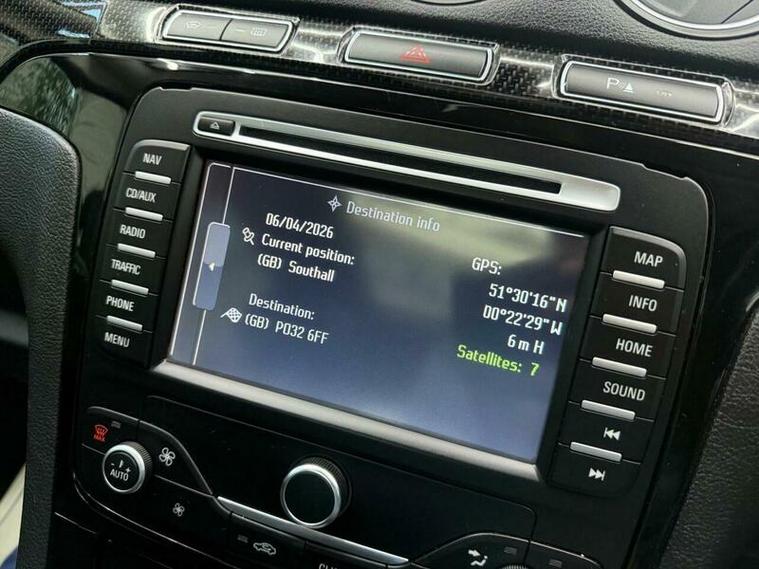 P
NAV
CD/AUX
RADIO
TRAFFIC
PHONE
MENU
Destination info
06/04/2026
Current position:
(GB) Southall
Destination:
(GB) PO32 6FF
GPS:
51°30'16"N
00°22'29"W
6 m H
Satellites: 7
MAP
INFO
HOME
SOUND
MAX
- +
AUTO